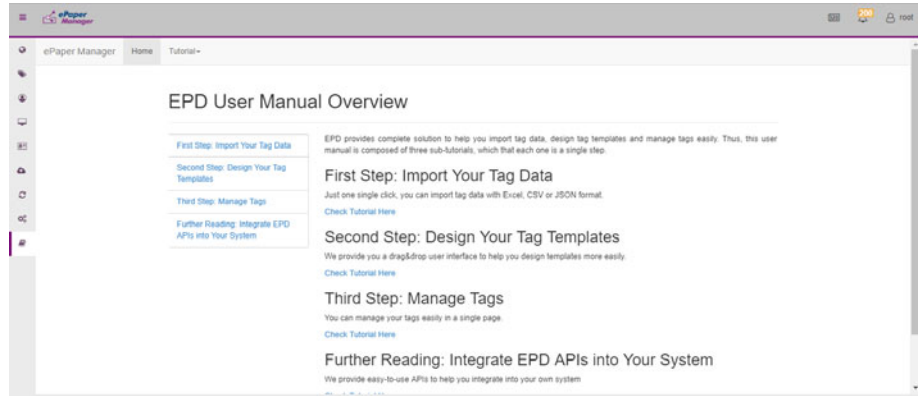 ePaper
Manager
200
root
ePaper Manager
Home
Tutorial
EPD User Manual Overview
First Step: Import Your Tag Data
Second Step: Design Your Tag
Templates
Third Step: Manage Tags
Further Reading: Integrate EPD
APIs into Your System
EPD provides complete solution to help you import tag data, design tag templates and manage tags easily. Thus, this user
manual is composed of three sub-tutorials, which that each one is a single step.
First Step: Import Your Tag Data
Just one single click, you can import tag data with Excel, CSV or JSON format.
Check Tutorial Here
Second Step: Design Your Tag Templates
We provide you a drag&drop user interface to help you design templates more easily.
Check Tutorial Here
Third Step: Manage Tags
You can manage your tags easily in a single page.
Check Tutorial Here
Further Reading: Integrate EPD APIs into Your System
We provide easy-to-use APIs to help you integrate into your own system